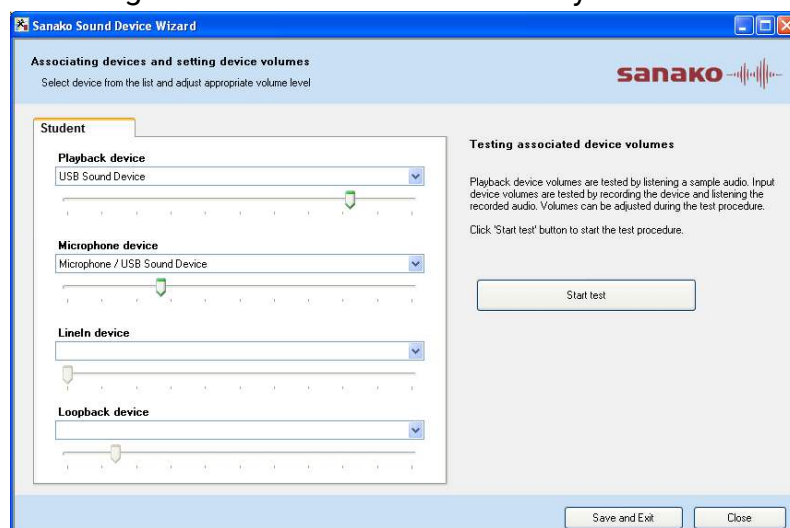 Sanako Sound Device Wizard
Associating devices and setting device volumes
Select device from the list and adjust appropriate volume level
sanako
Student
Playback device
USB Sound Device
Microphone device
Microphone / USB Sound Device
LineIn device
Loopback device
Testing associated device volumes
Playback device volumes are tested by listening a sample audio. Input
device volumes are tested by recording the device and listening the
recorded audio. Volumes can be adjusted during the test procedure.
Click 'Start test' button to start the test procedure.
Start test
Save and Exit
Close